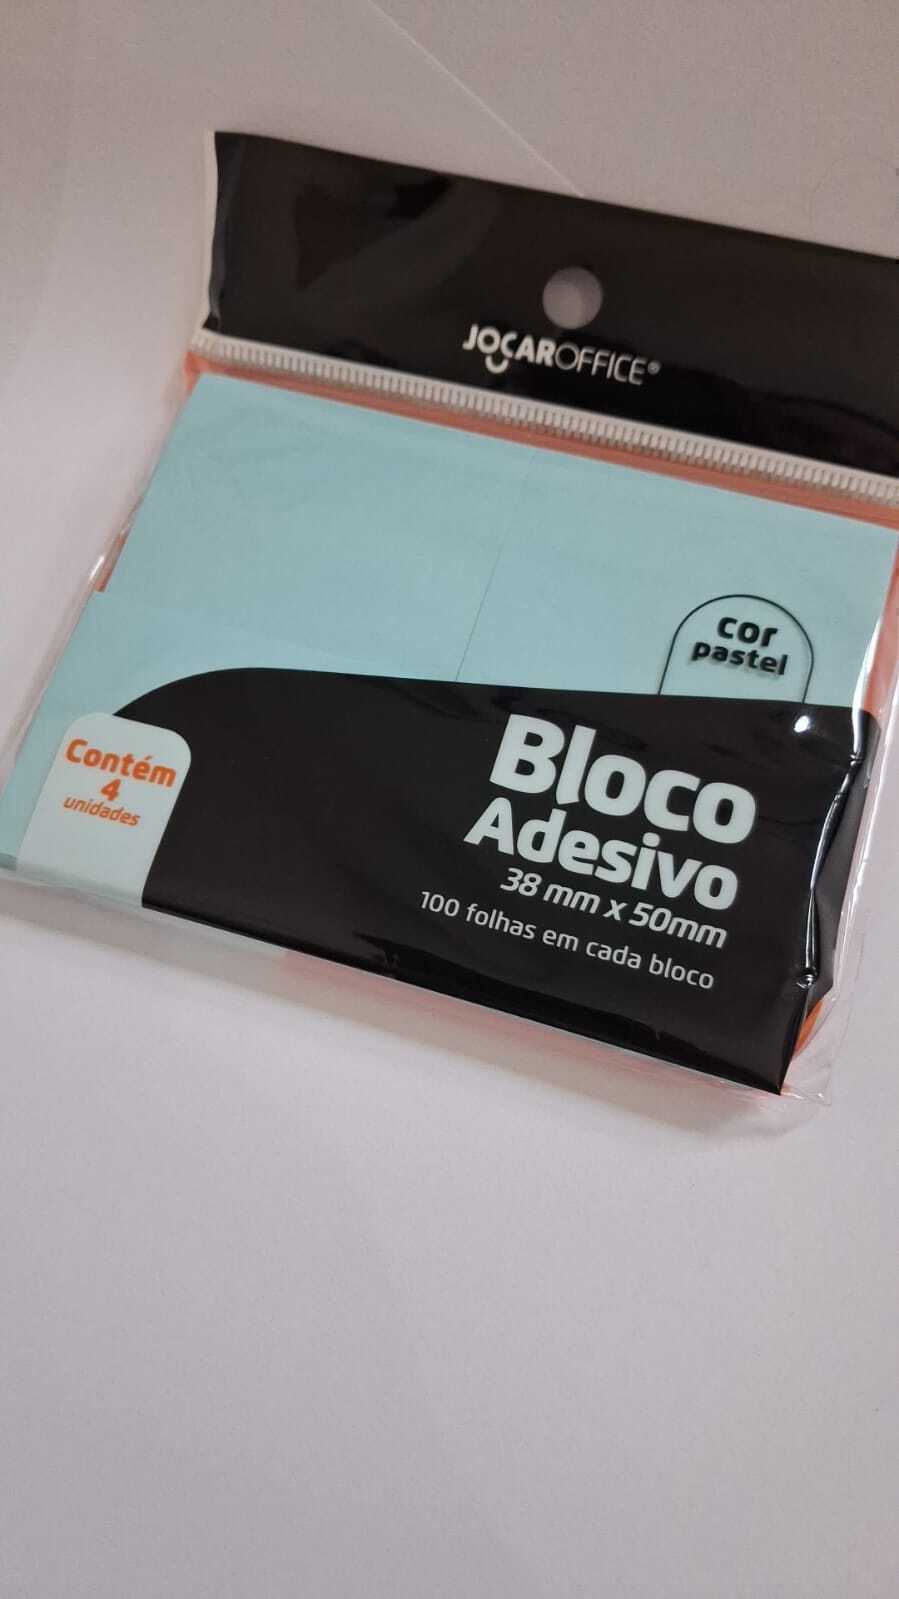 JOCAROFFICE®
cor
pastel
Contém
4
unidades
Bloco
Adesivo
38 mm x 50mm
100 folhas em cada bloco